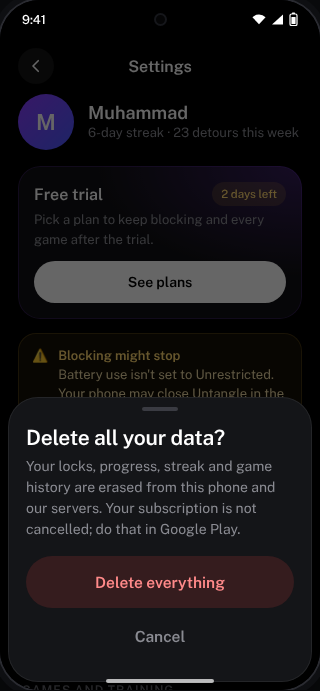 9:41
Settings
M
Muhammad
6-day streak · 23 detours this week
Free trial
2 days left
Pick a plan to keep blocking and every
game after the trial.
See plans
Blocking might stop
Battery use isn't set to Unrestricted.
Your phone may close Untangle in the
Delete all your data?
Your locks, progress, streak and game
history are erased from this phone and
our servers. Your subscription is not
cancelled; do that in Google Play.
Delete everything
Cancel
GAMES AND TRAINING